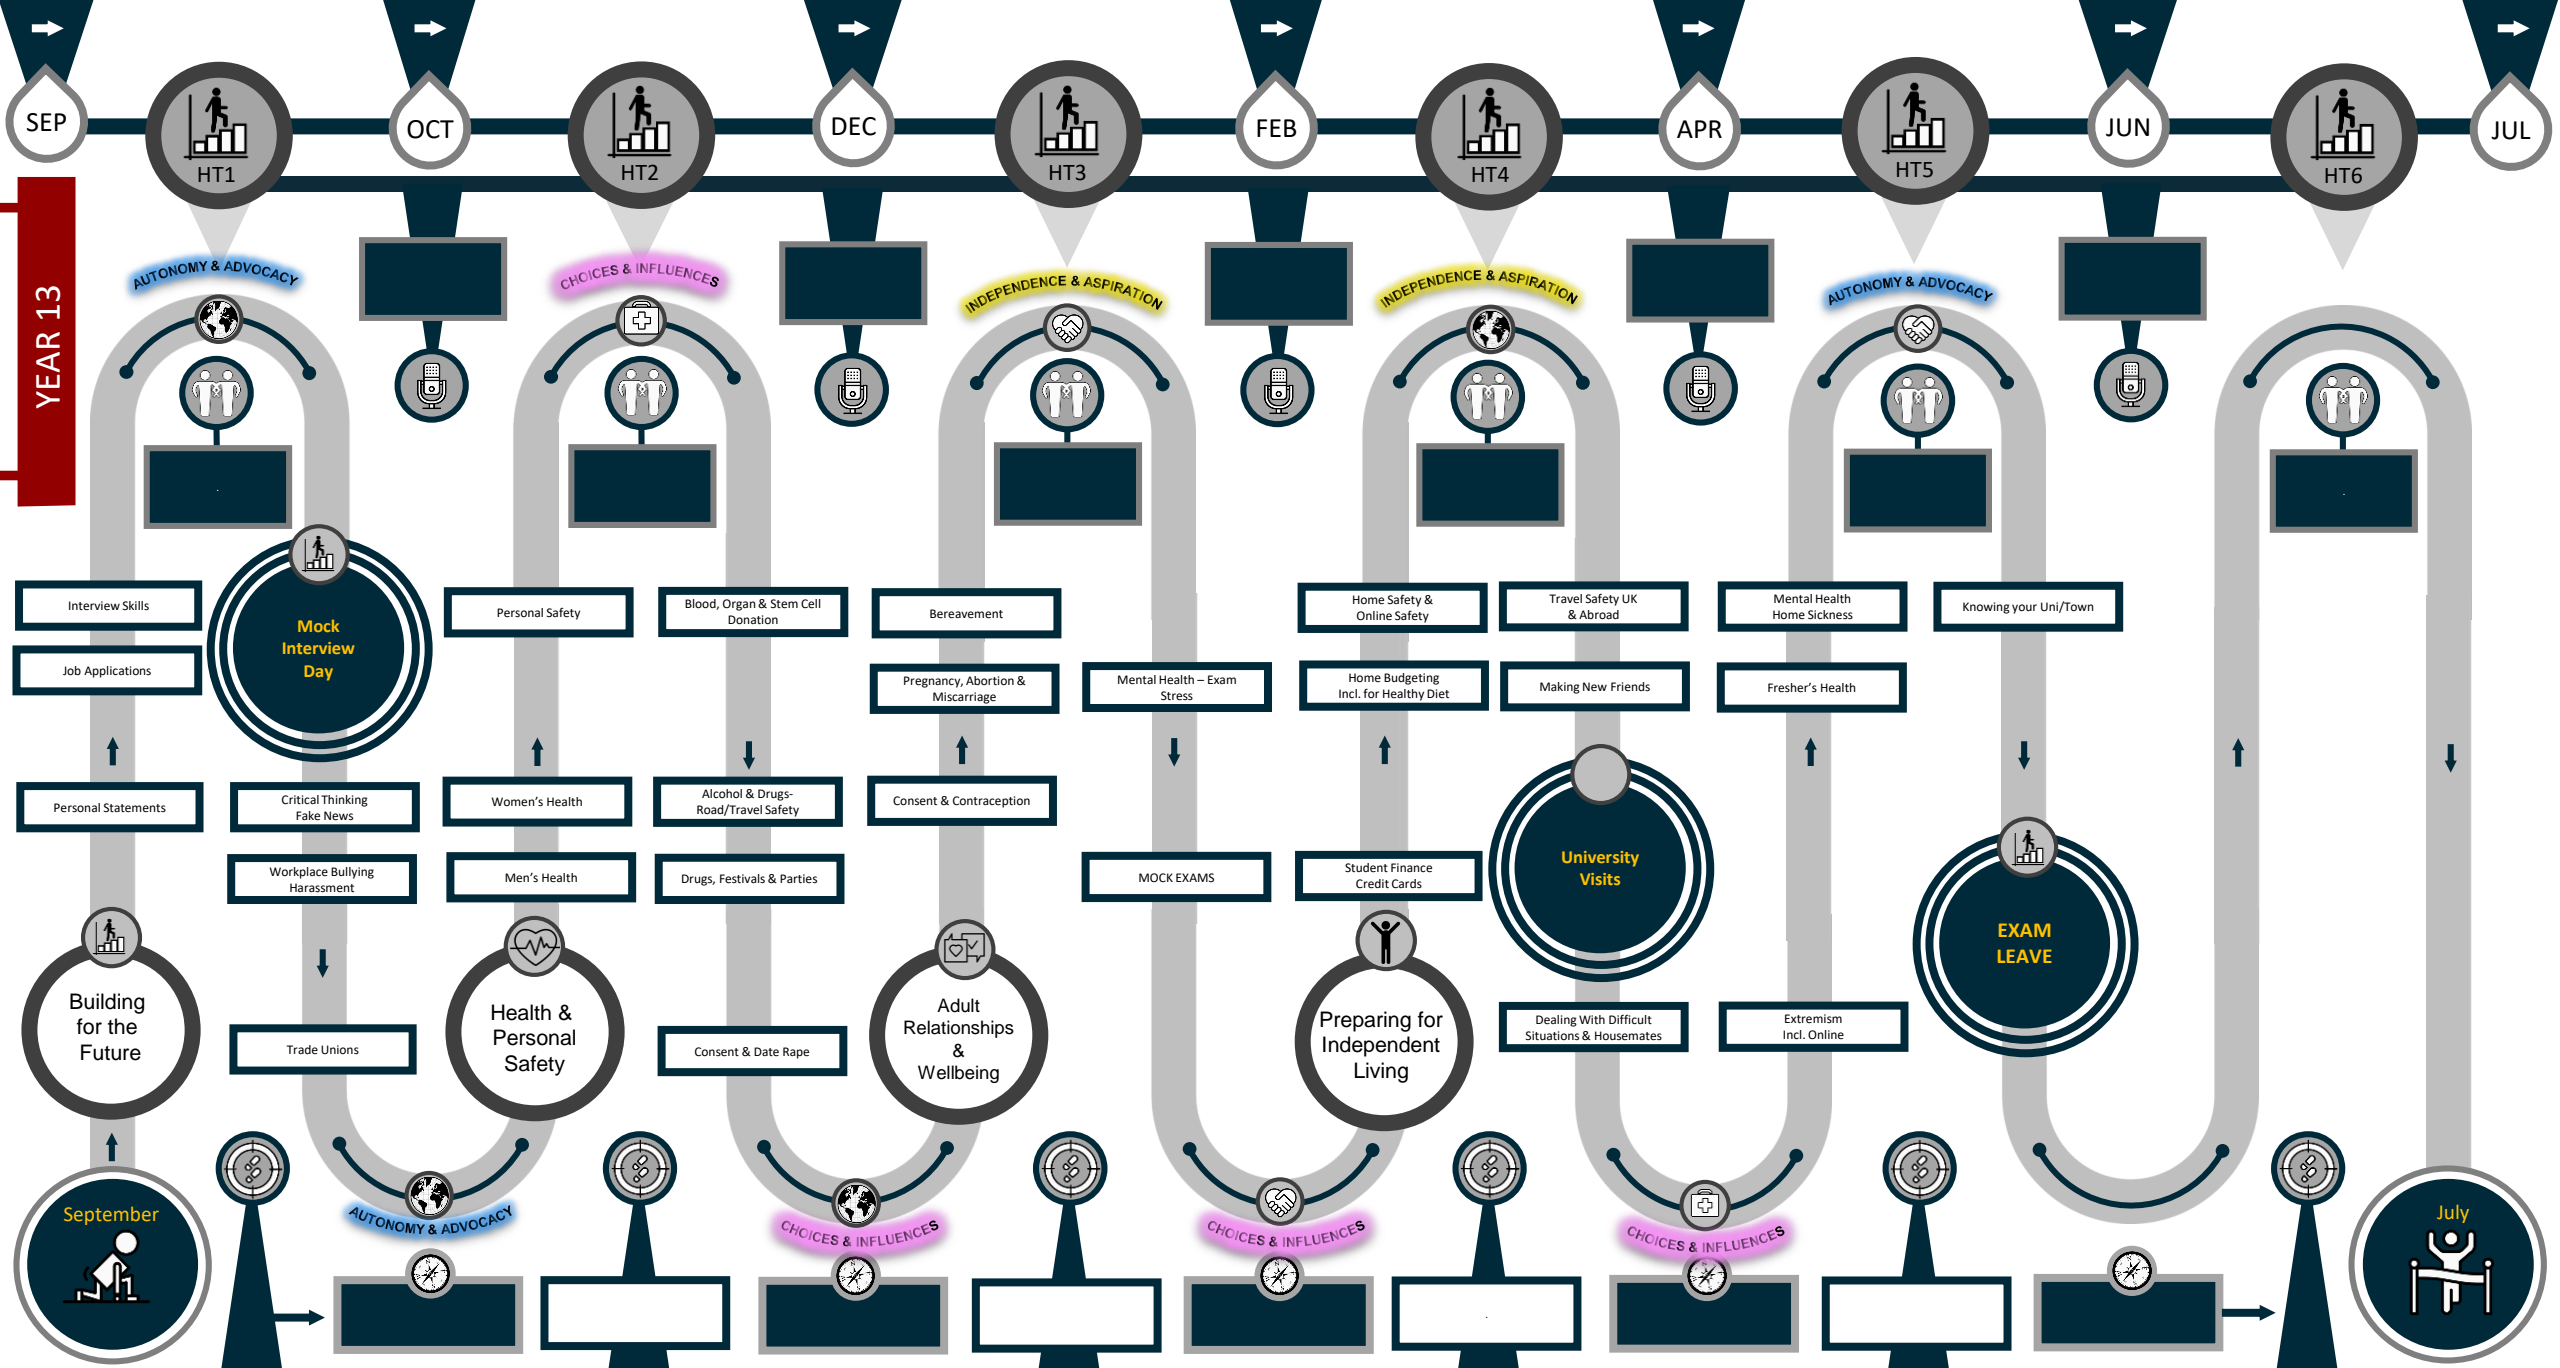 SEP
OCT
DEC
FEB
APR
JUN
JUL
HT1
HT2
HT3
HT4
HT5
HT6
YEAR 13
AUTONOMY & ADVOCACY
CHOICES & INFLUENCES
INDEPENDENCE & ASPIRATION
INDEPENDENCE & ASPIRATION
AUTONOMY & ADVOCACY
Interview Skills
Job Applications
Personal Statements
Building
for the
Future
September
Mock
Interview
Day
Critical Thinking
Fake News
Workplace Bullying
Harassment
Trade Unions
AUTONOMY & ADVOCACY
Personal Safety
Women's Health
Men's Health
Health &
Personal
Safety
Blood, Organ & Stem Cell
Donation
Alcohol & Drugs-
Road/Travel Safety
Drugs, Festivals & Parties
Consent & Date Rape
CHOICES & INFLUENCES
Bereavement
Pregnancy, Abortion &
Miscarriage
Consent & Contraception
Adult
Relationships
&
Wellbeing
Mental Health – Exam
Stress
MOCK EXAMS
CHOICES & INFLUENCES
Home Safety &
Online Safety
Home Budgeting
Incl. for Healthy Diet
Student Finance
Credit Cards
Preparing for
Independent
Living
Travel Safety UK
& Abroad
Making New Friends
University
Visits
Dealing With Difficult
Situations & Housemates
CHOICES & INFLUENCES
Mental Health
Home Sickness
Fresher's Health
Extremism
Incl. Online
Knowing your Uni/Town
EXAM
LEAVE
July